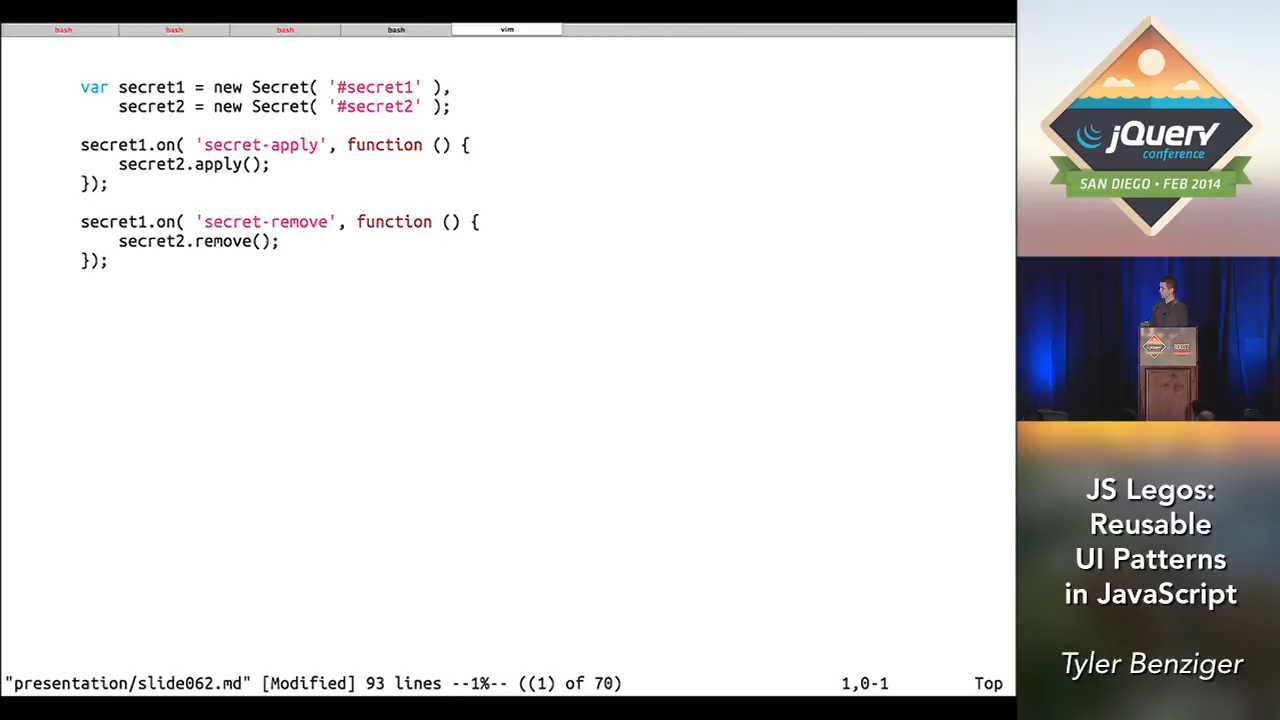 bash
bash
bash
bash
vim
var secret1 = new Secret( '#secret1' ),
secret2 = new Secret( '#secret2' );
secret1.on( 'secret-apply', function () {
secret2.apply();
});
secret1.on( 'secret-remove', function () {
secret2.remove();
});
"presentation/slide062.md" [Modified] 93 lines --1%-- ((1) of 70)
1,0-1
Top
jQuery
conference
SAN DIEGO • FEB 2014
JS Legos:
Reusable
UI Patterns
in JavaScript
Tyler Benziger